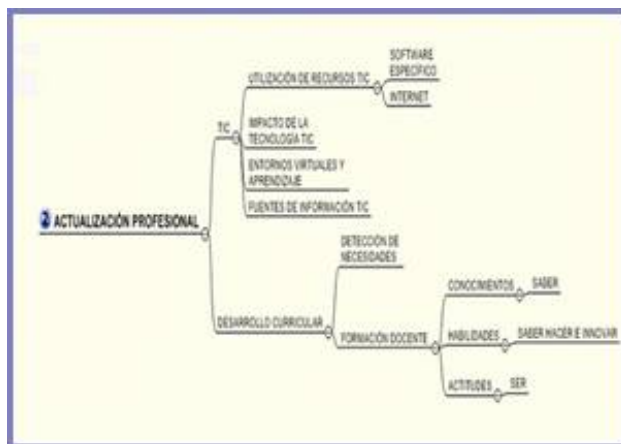 SOFTWARE
ESPECÍFICO
UTILIZACIÓN DE RECURSOS TIC
INTERNET
TIC
IMPACTO DE LA
TECNOLOGÍA TIC
ENTORNOS VIRTUALES Y
APRENDIZAJE
FUENTES DE INFORMACIÓN TIC
2 ACTUALIZACIÓN PROFESIONAL
DETECCIÓN DE
NECESIDADES
DESARROLLO CURRICULAR
FORMACIÓN DOCENTE
CONOCIMIENTOS
SABER
HABILIDADES
SABER HACER E INNOVAR
ACTITUDES
SER